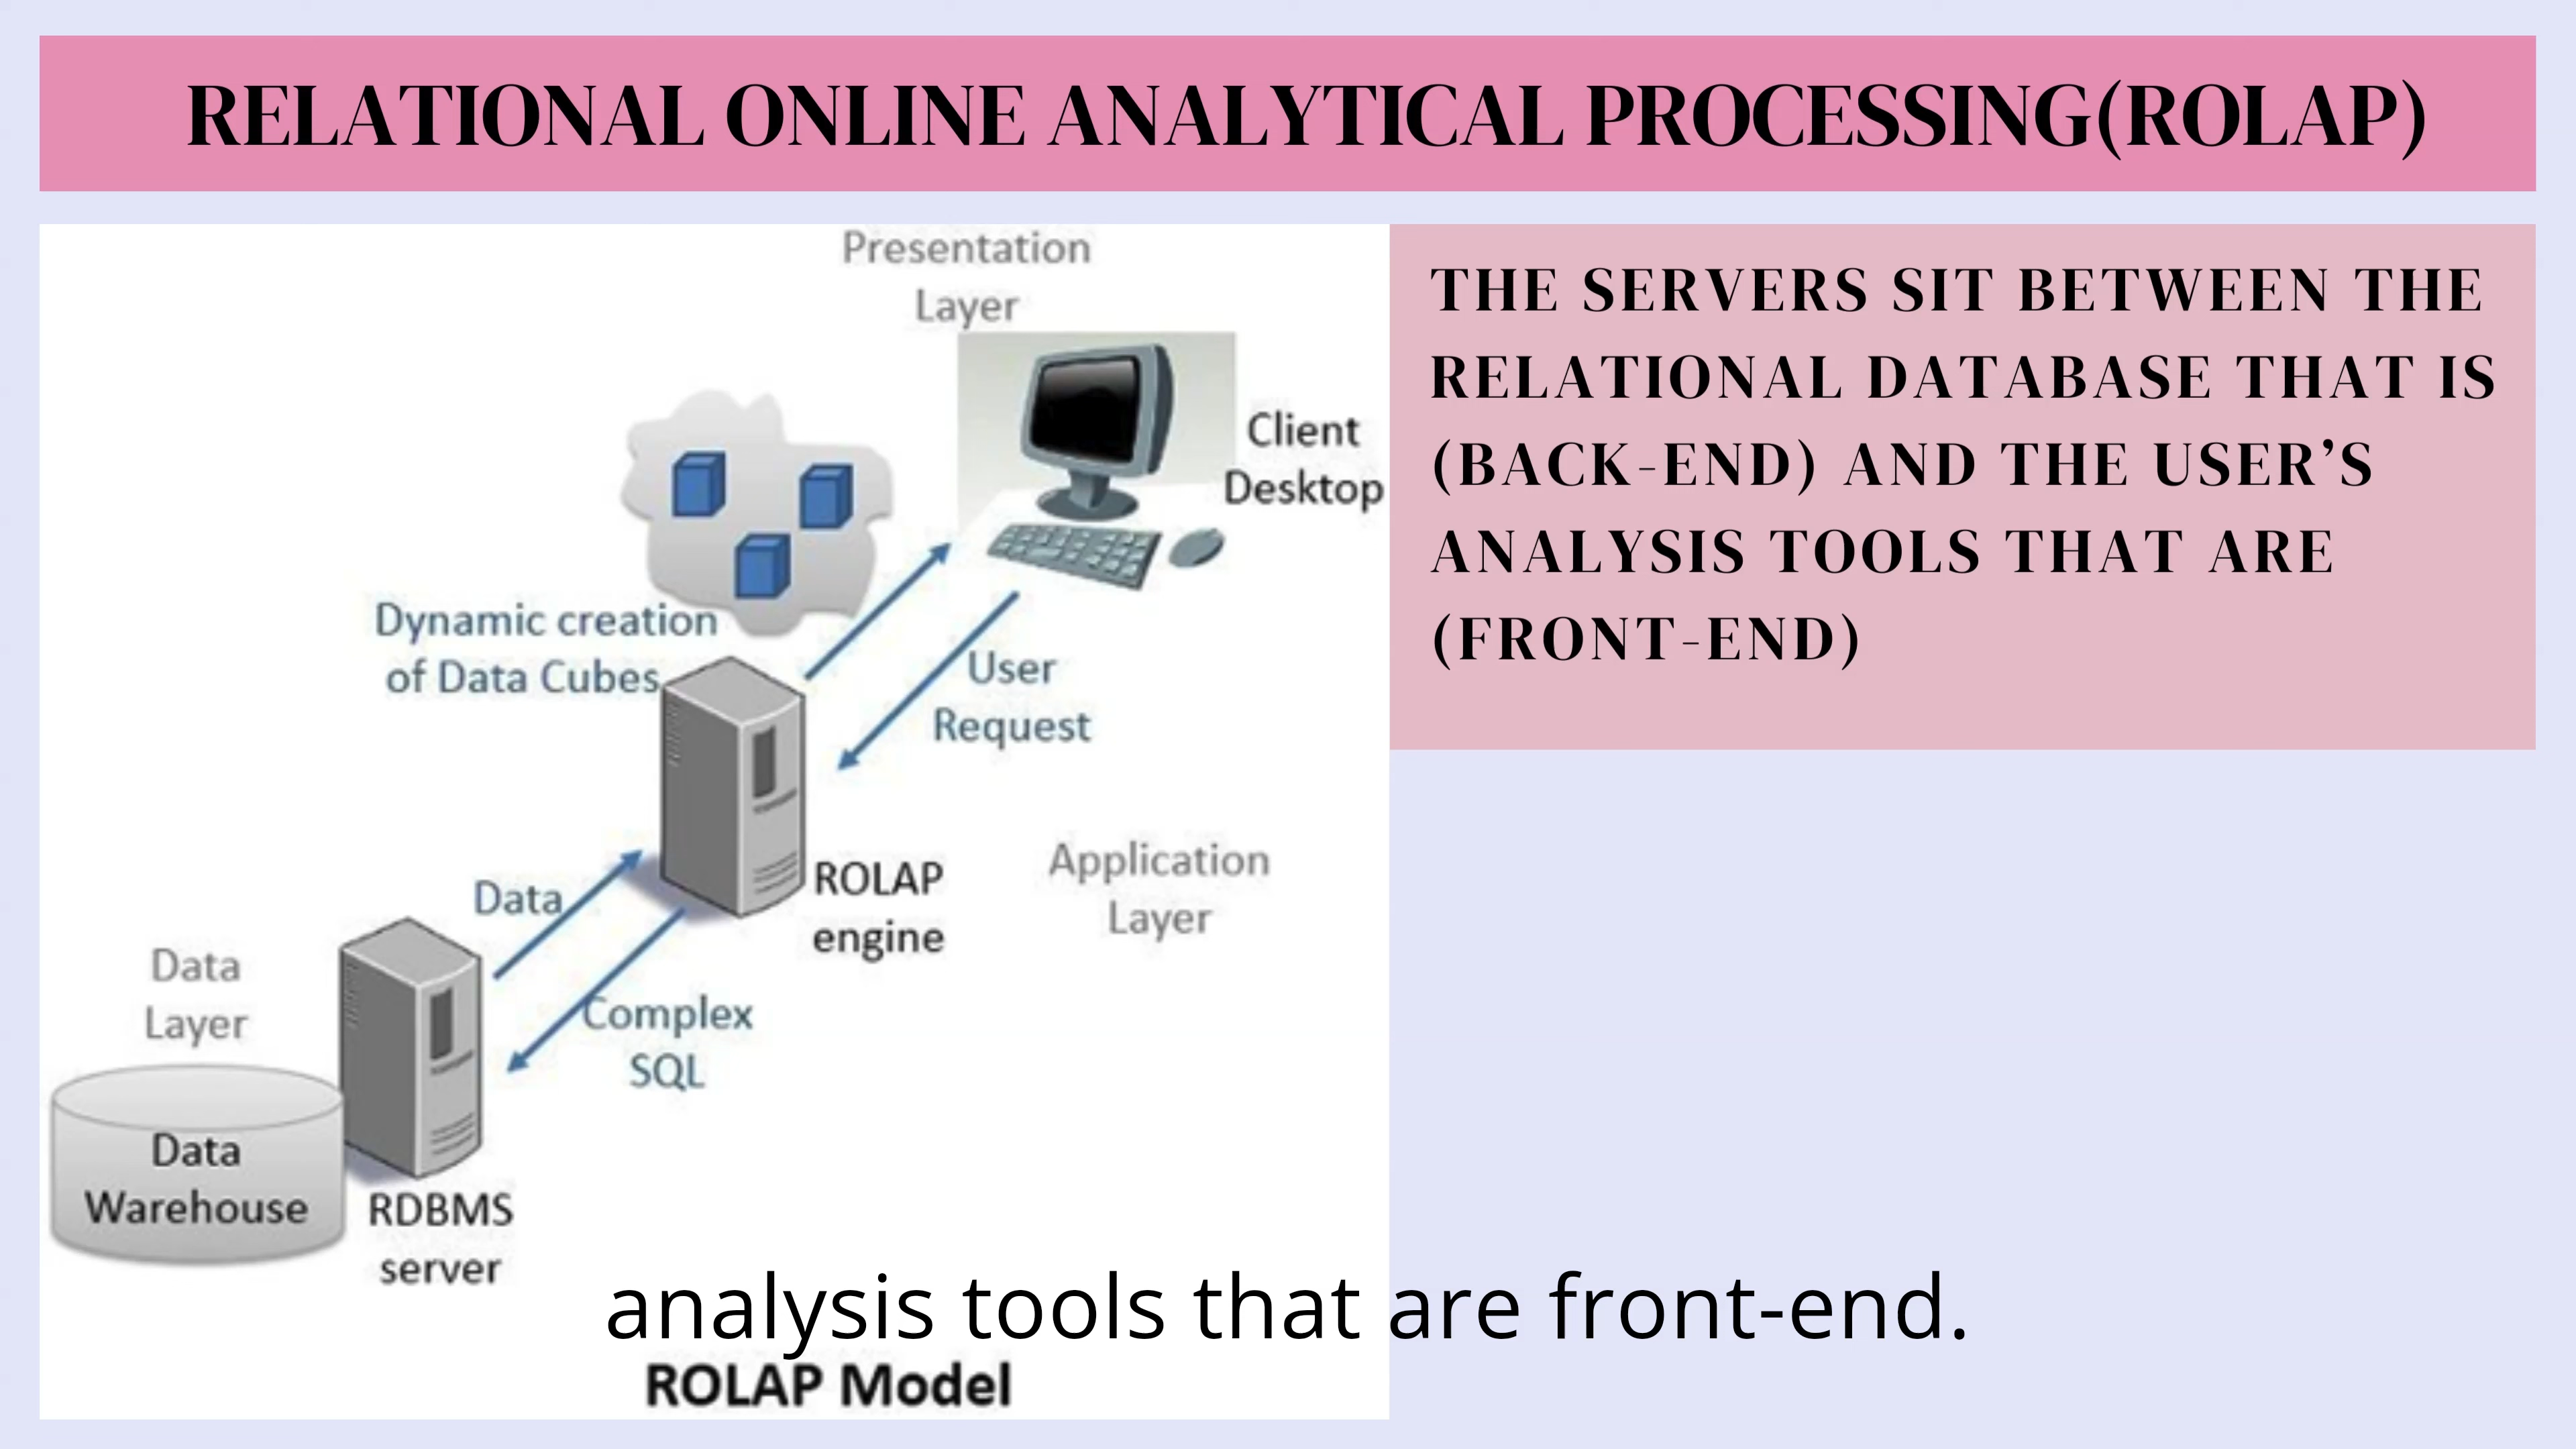 RELATIONAL ONLINE ANALYTICAL PROCESSING(ROLAP)
Presentation
Layer
Client
Desktop
Dynamic creation
of Data Cubes
User
Request
ROLAP
engine
Application
Layer
Data
Complex
SQL
Data
Layer
Data
Warehouse
RDBMS
server
ROLAP Model
THE SERVERS SIT BETWEEN THE
RELATIONAL DATABASE THAT IS
(BACK-END) AND THE USER’S
ANALYSIS TOOLS THAT ARE
(FRONT-END)
analysis tools that are front-end.